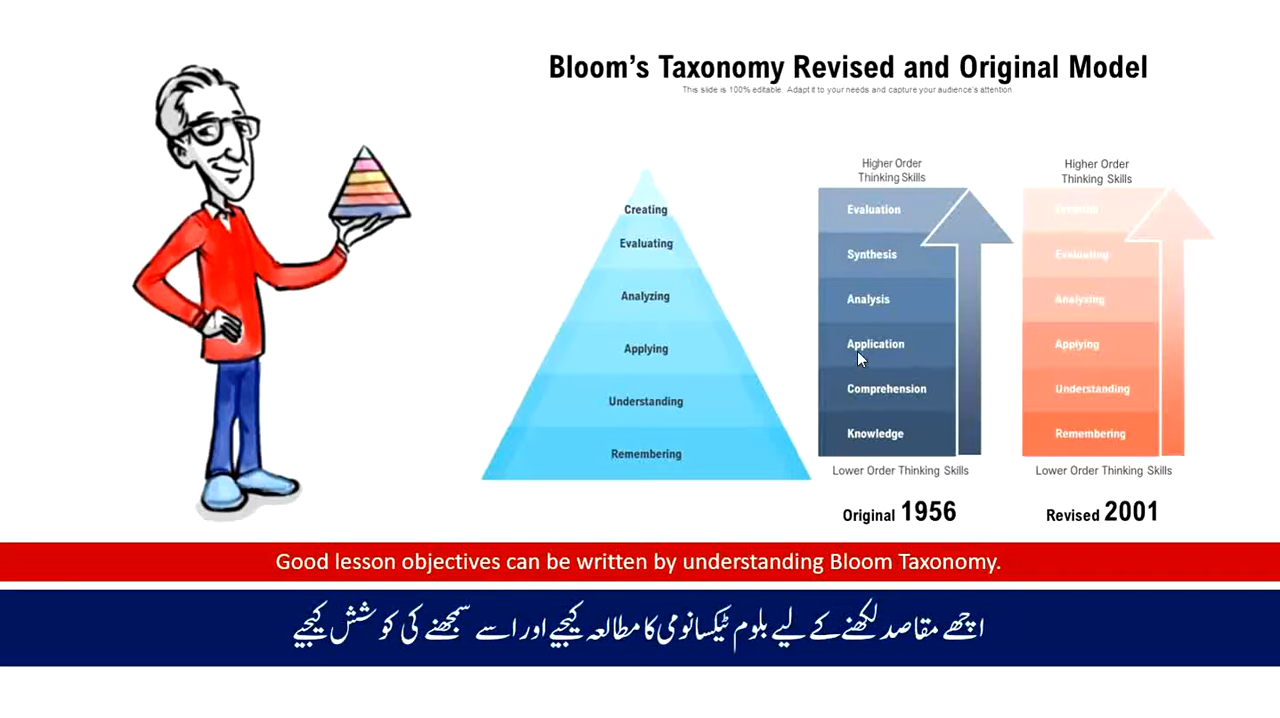 Bloom's Taxonomy Revised and Original Model
This slide is 100% editable. Adapt it to your needs and capture your audience's attention
Creating
Evaluating
Analyzing
Applying
Understanding
Remembering
Higher Order
Thinking Skills
Evaluation
Synthesis
Analysis
Application
Comprehension
Knowledge
Lower Order Thinking Skills
Original 1956
Higher Order
Thinking Skills
Evaluating
Analyzing
Applying
Understanding
Remembering
Lower Order Thinking Skills
Revised 2001
Good lesson objectives can be written by understanding Bloom Taxonomy.
اچھے مقاصد لکھنے کے لیے بلوم ٹیکسانومی کا مطالعہ کیجیے اور اسے سمجھنے کی کوشش کیجیے